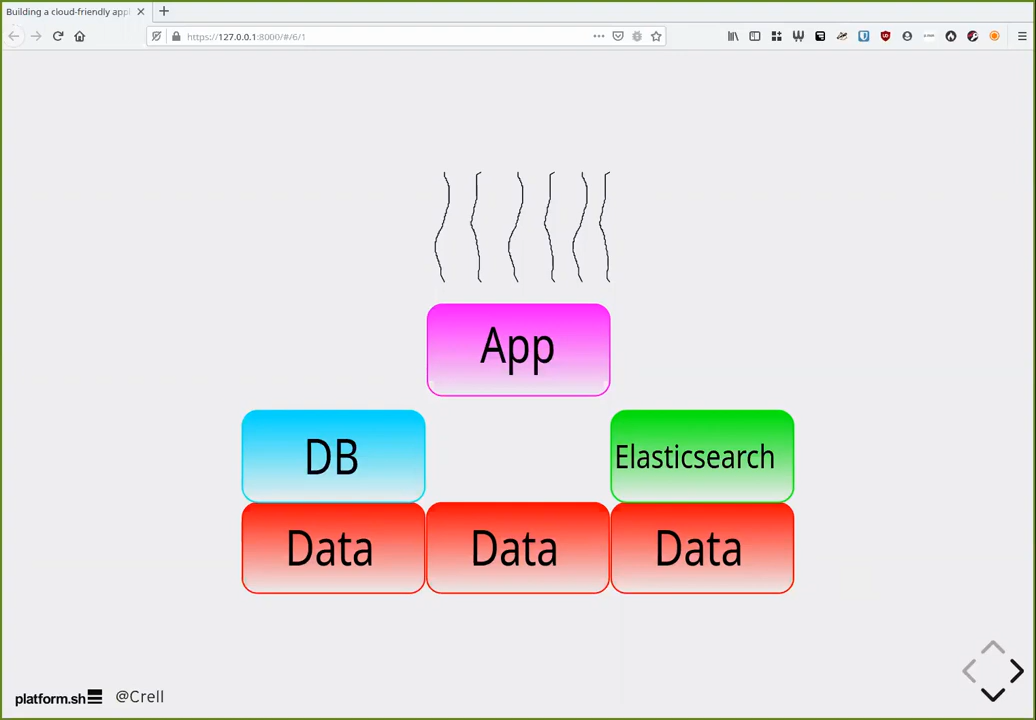 Building a cloud-friendly appl
https://127.0.0.1:8000/#/6/1
App
DB
Elasticsearch
Data
Data
Data
platform.sh
@Crell